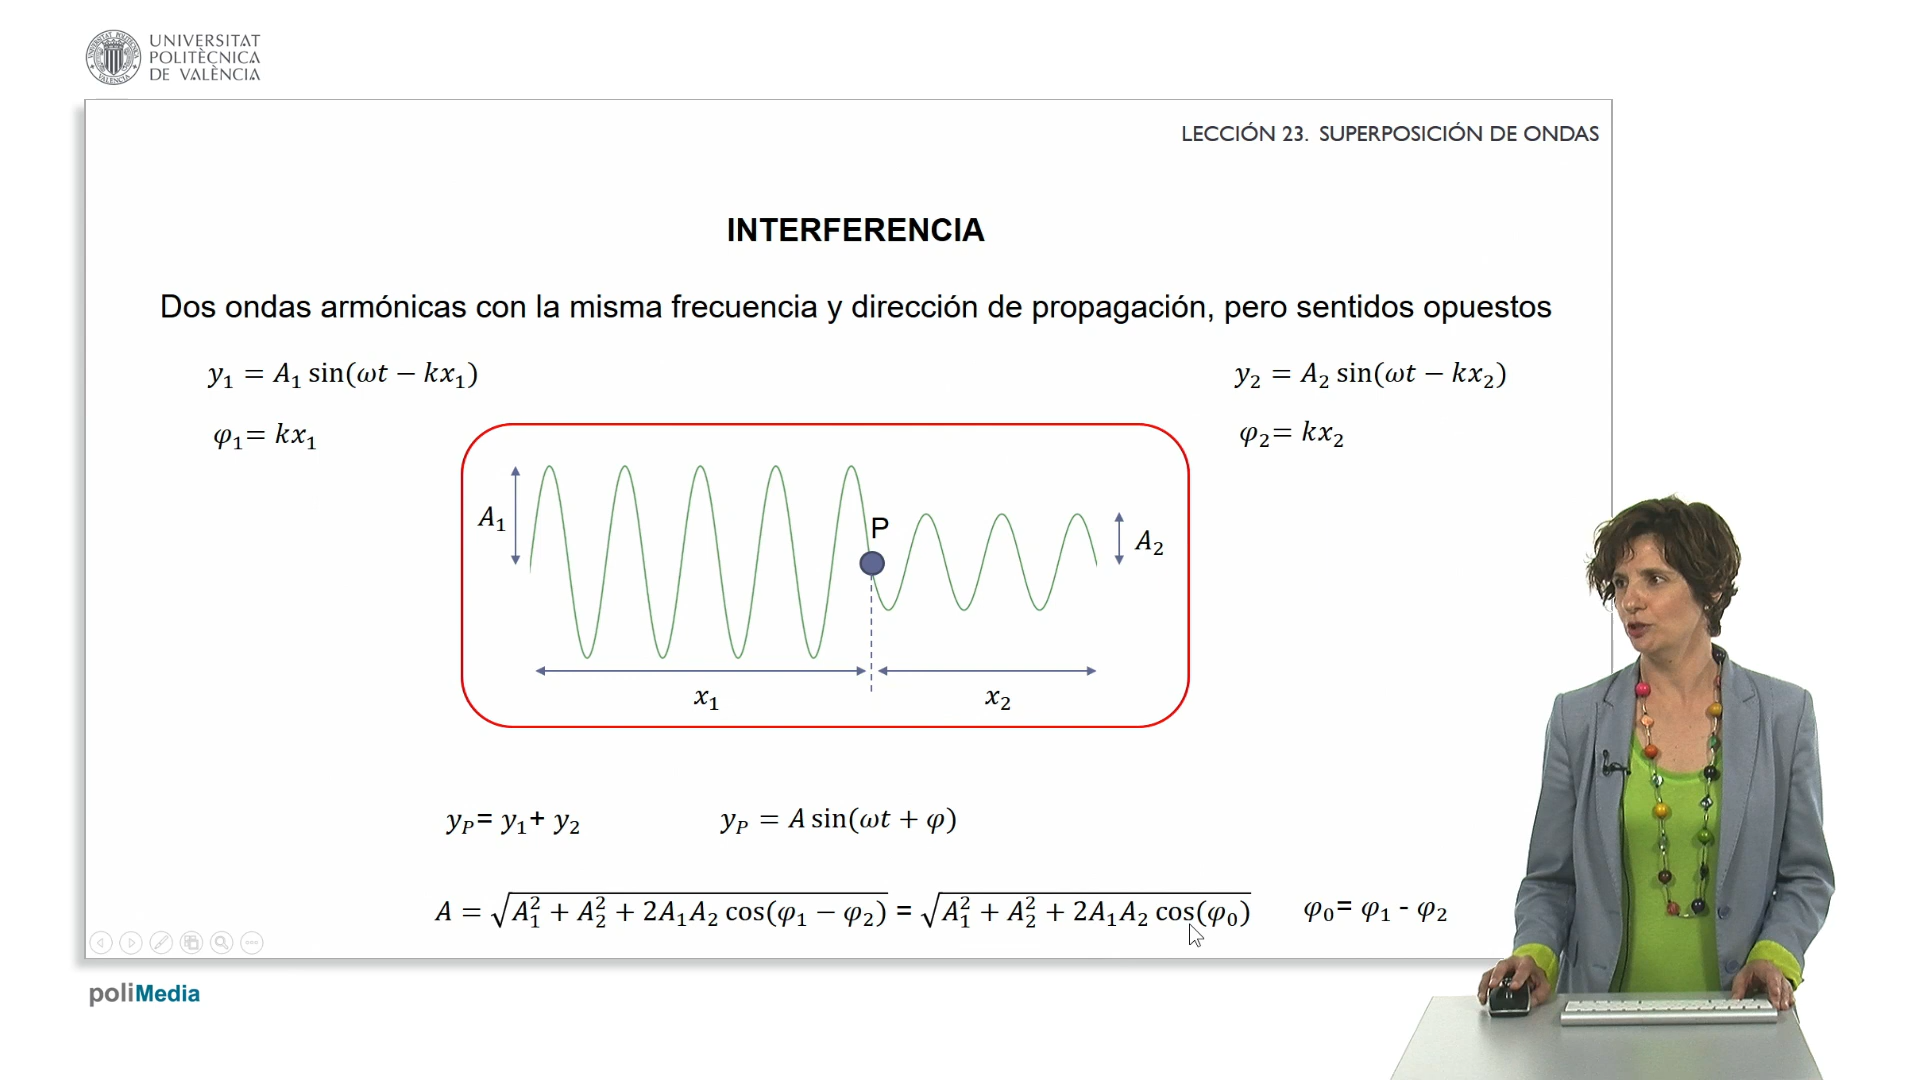 UNIVERSITAT
POLITÈCNICA
DE VALÈNCIA
LECCIÓN 23. SUPERPOSICIÓN DE ONDAS
INTERFERENCIA
Dos ondas armónicas con la misma frecuencia y dirección de propagación, pero sentidos opuestos
y₁ = A₁ sin(ωt − kx₁)
y₂ = A₂ sin(ωt − kx₂)
φ₁= kx₁
φ₂= kx₂
A₁
P
A₂
x₁
x₂
y_P= y₁+ y₂
y_P = A sin(ωt + φ)
A = √(A₁² + A₂² + 2A₁A₂ cos(φ₁ − φ₂)) = √(A₁² + A₂² + 2A₁A₂ cos(φ₀))
φ₀= φ₁ - φ₂
poliMedia